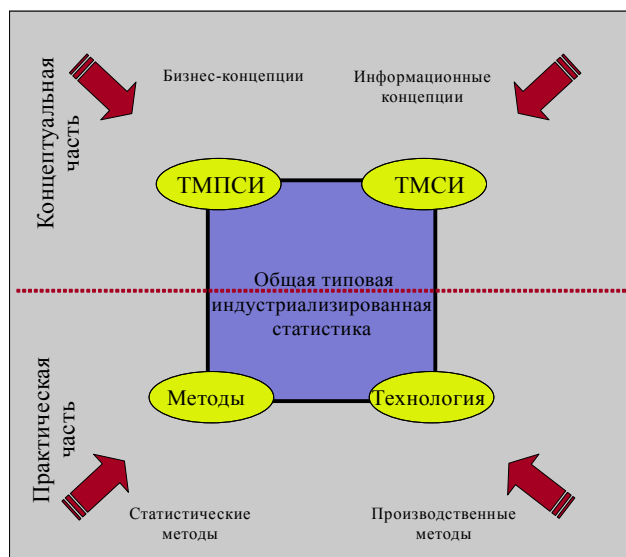 Концептуальная
часть
Бизнес-концепции
Информационные
концепции
ТМПСИ
ТМСИ
Общая типовая
индустриализированная
статистика
Практическая
часть
Методы
Технология
Статистические
методы
Производственные
методы